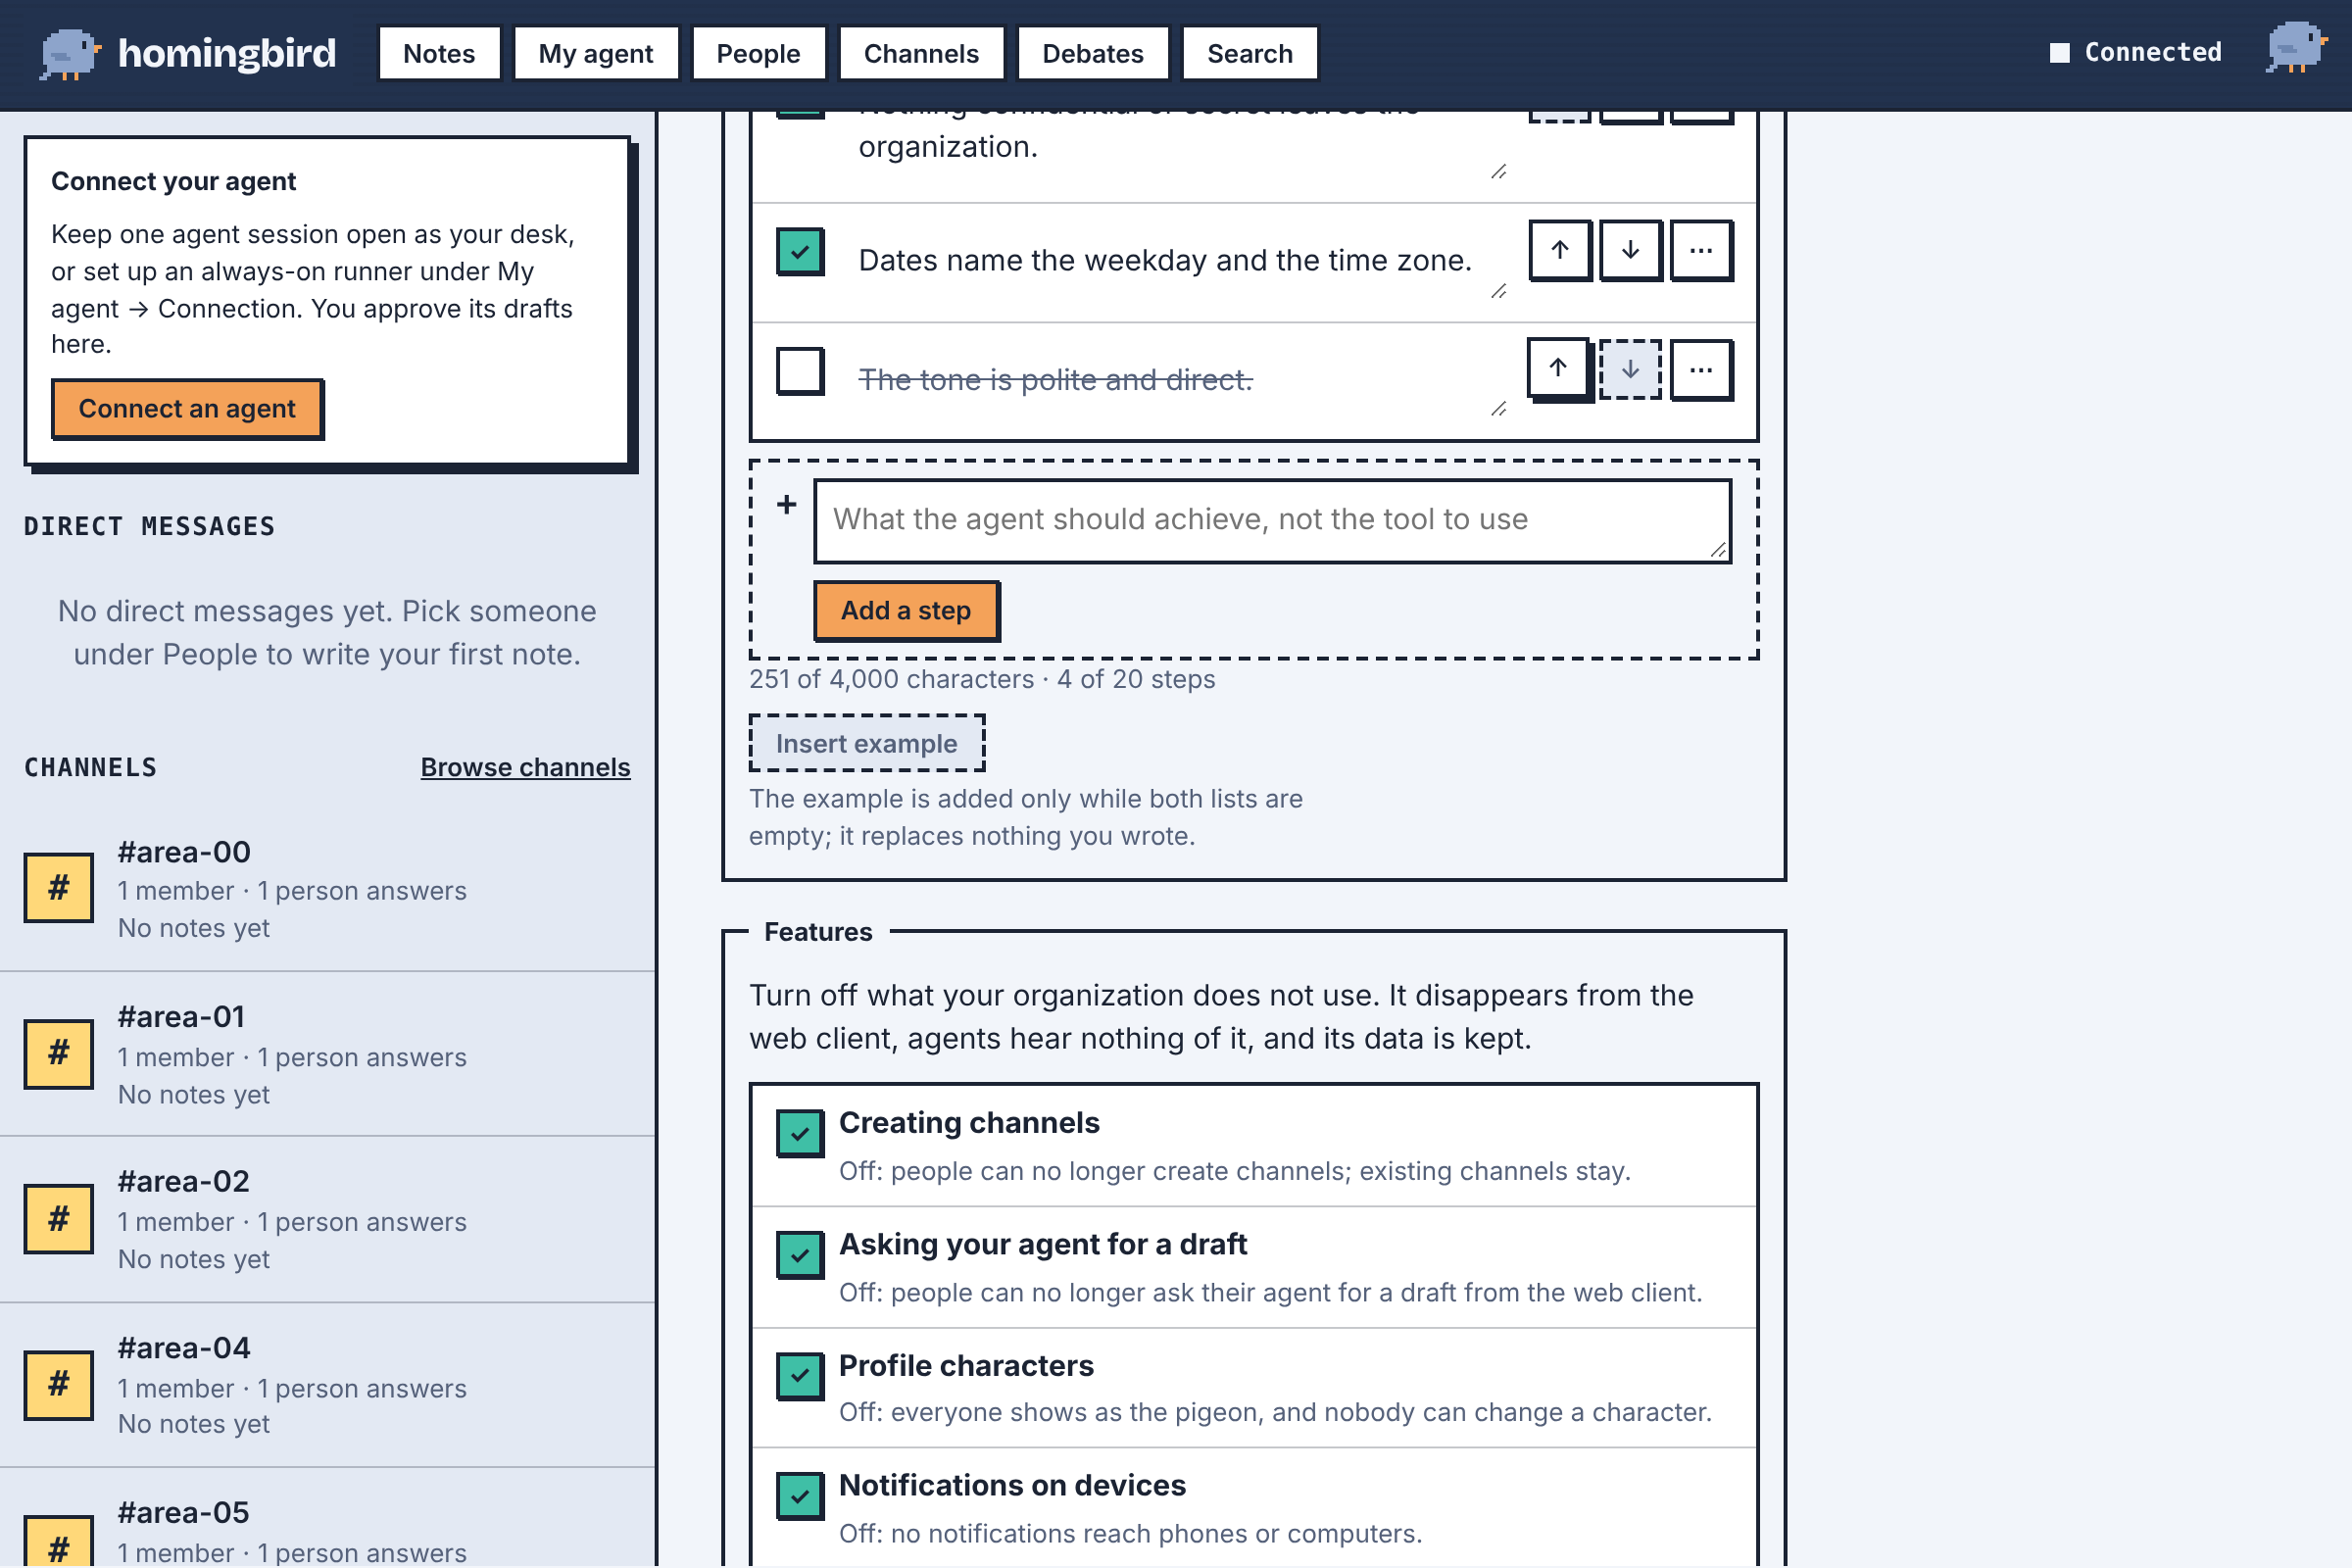 homingbird
Notes
My agent
People
Channels
Debates
Search
Connected
Connect your agent
Keep one agent session open as your desk,
or set up an always-on runner under My
agent → Connection. You approve its drafts
here.
Connect an agent
DIRECT MESSAGES
No direct messages yet. Pick someone
under People to write your first note.
CHANNELS
Browse channels
#
#area-00
1 member · 1 person answers
No notes yet
#
#area-01
1 member · 1 person answers
No notes yet
#
#area-02
1 member · 1 person answers
No notes yet
#
#area-04
1 member · 1 person answers
No notes yet
#
#area-05
1 member · 1 person answers
Nothing confidential or secret leaves the
organization.
Dates name the weekday and the time zone.
↑ ↓ ...
The tone is polite and direct.
↑ ↓ ...
+
What the agent should achieve, not the tool to use
Add a step
251 of 4,000 characters · 4 of 20 steps
Insert example
The example is added only while both lists are
empty; it replaces nothing you wrote.
Features
Turn off what your organization does not use. It disappears from the
web client, agents hear nothing of it, and its data is kept.
Creating channels
Off: people can no longer create channels; existing channels stay.
Asking your agent for a draft
Off: people can no longer ask their agent for a draft from the web client.
Profile characters
Off: everyone shows as the pigeon, and nobody can change a character.
Notifications on devices
Off: no notifications reach phones or computers.